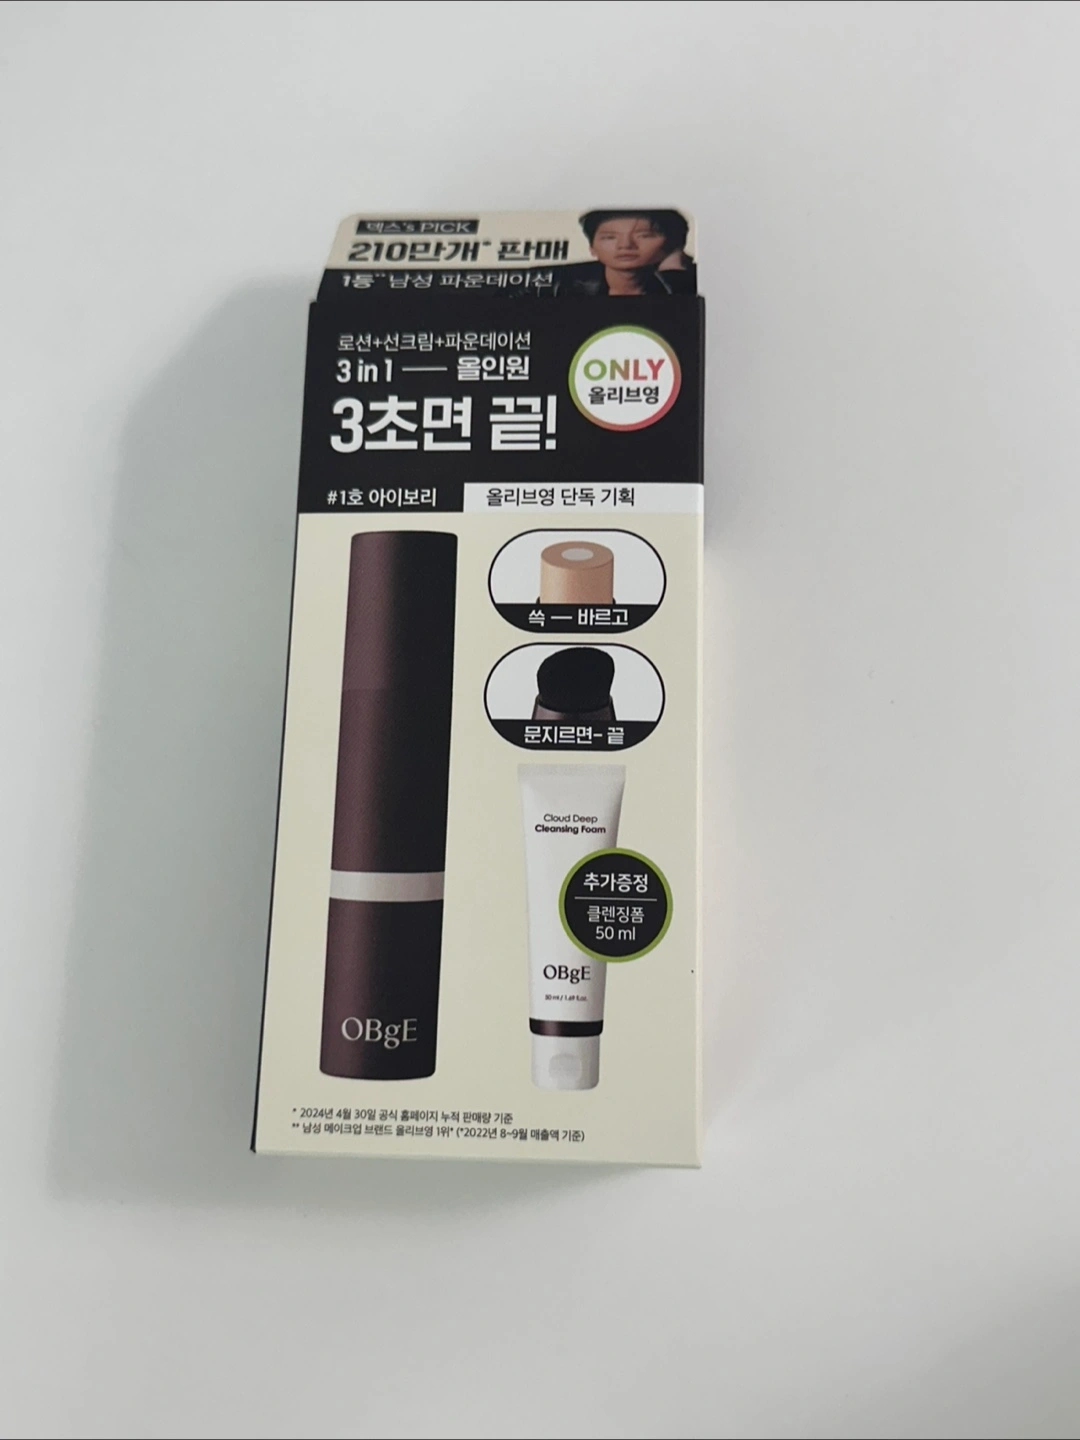 덱스's PICK
210만개* 판매
1등**남성 파운데이션
로션+선크림+파운데이션
3 in 1 — 올인원
3초면 끝!
ONLY
올리브영
#1호 아이보리
올리브영 단독 기획
쓱 — 바르고
문지르면- 끝
Cloud Deep
Cleansing Foam
추가증정
클렌징폼
50 ml
OBgE
50 ml / 1.69 fl.oz.
OBgE
* 2024년 4월 30일 공식 홈페이지 누적 판매량 기준
** 남성 메이크업 브랜드 올리브영 1위* (*2022년 8~9월 매출액 기준)